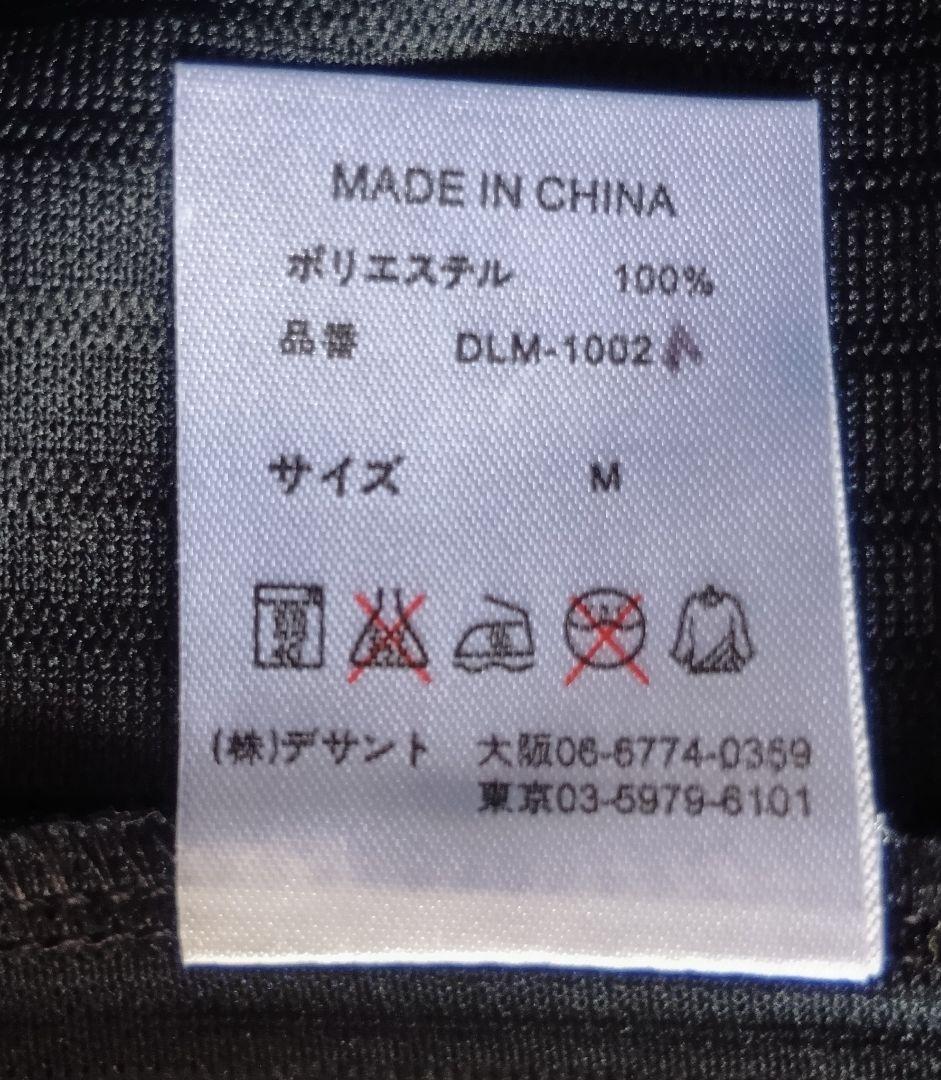 MADE IN CHINA
ポリエステル 100%
品番 DLM-1002A
サイズ M
(株)デサント 大阪06-6774-0359
東京03-5979-6101